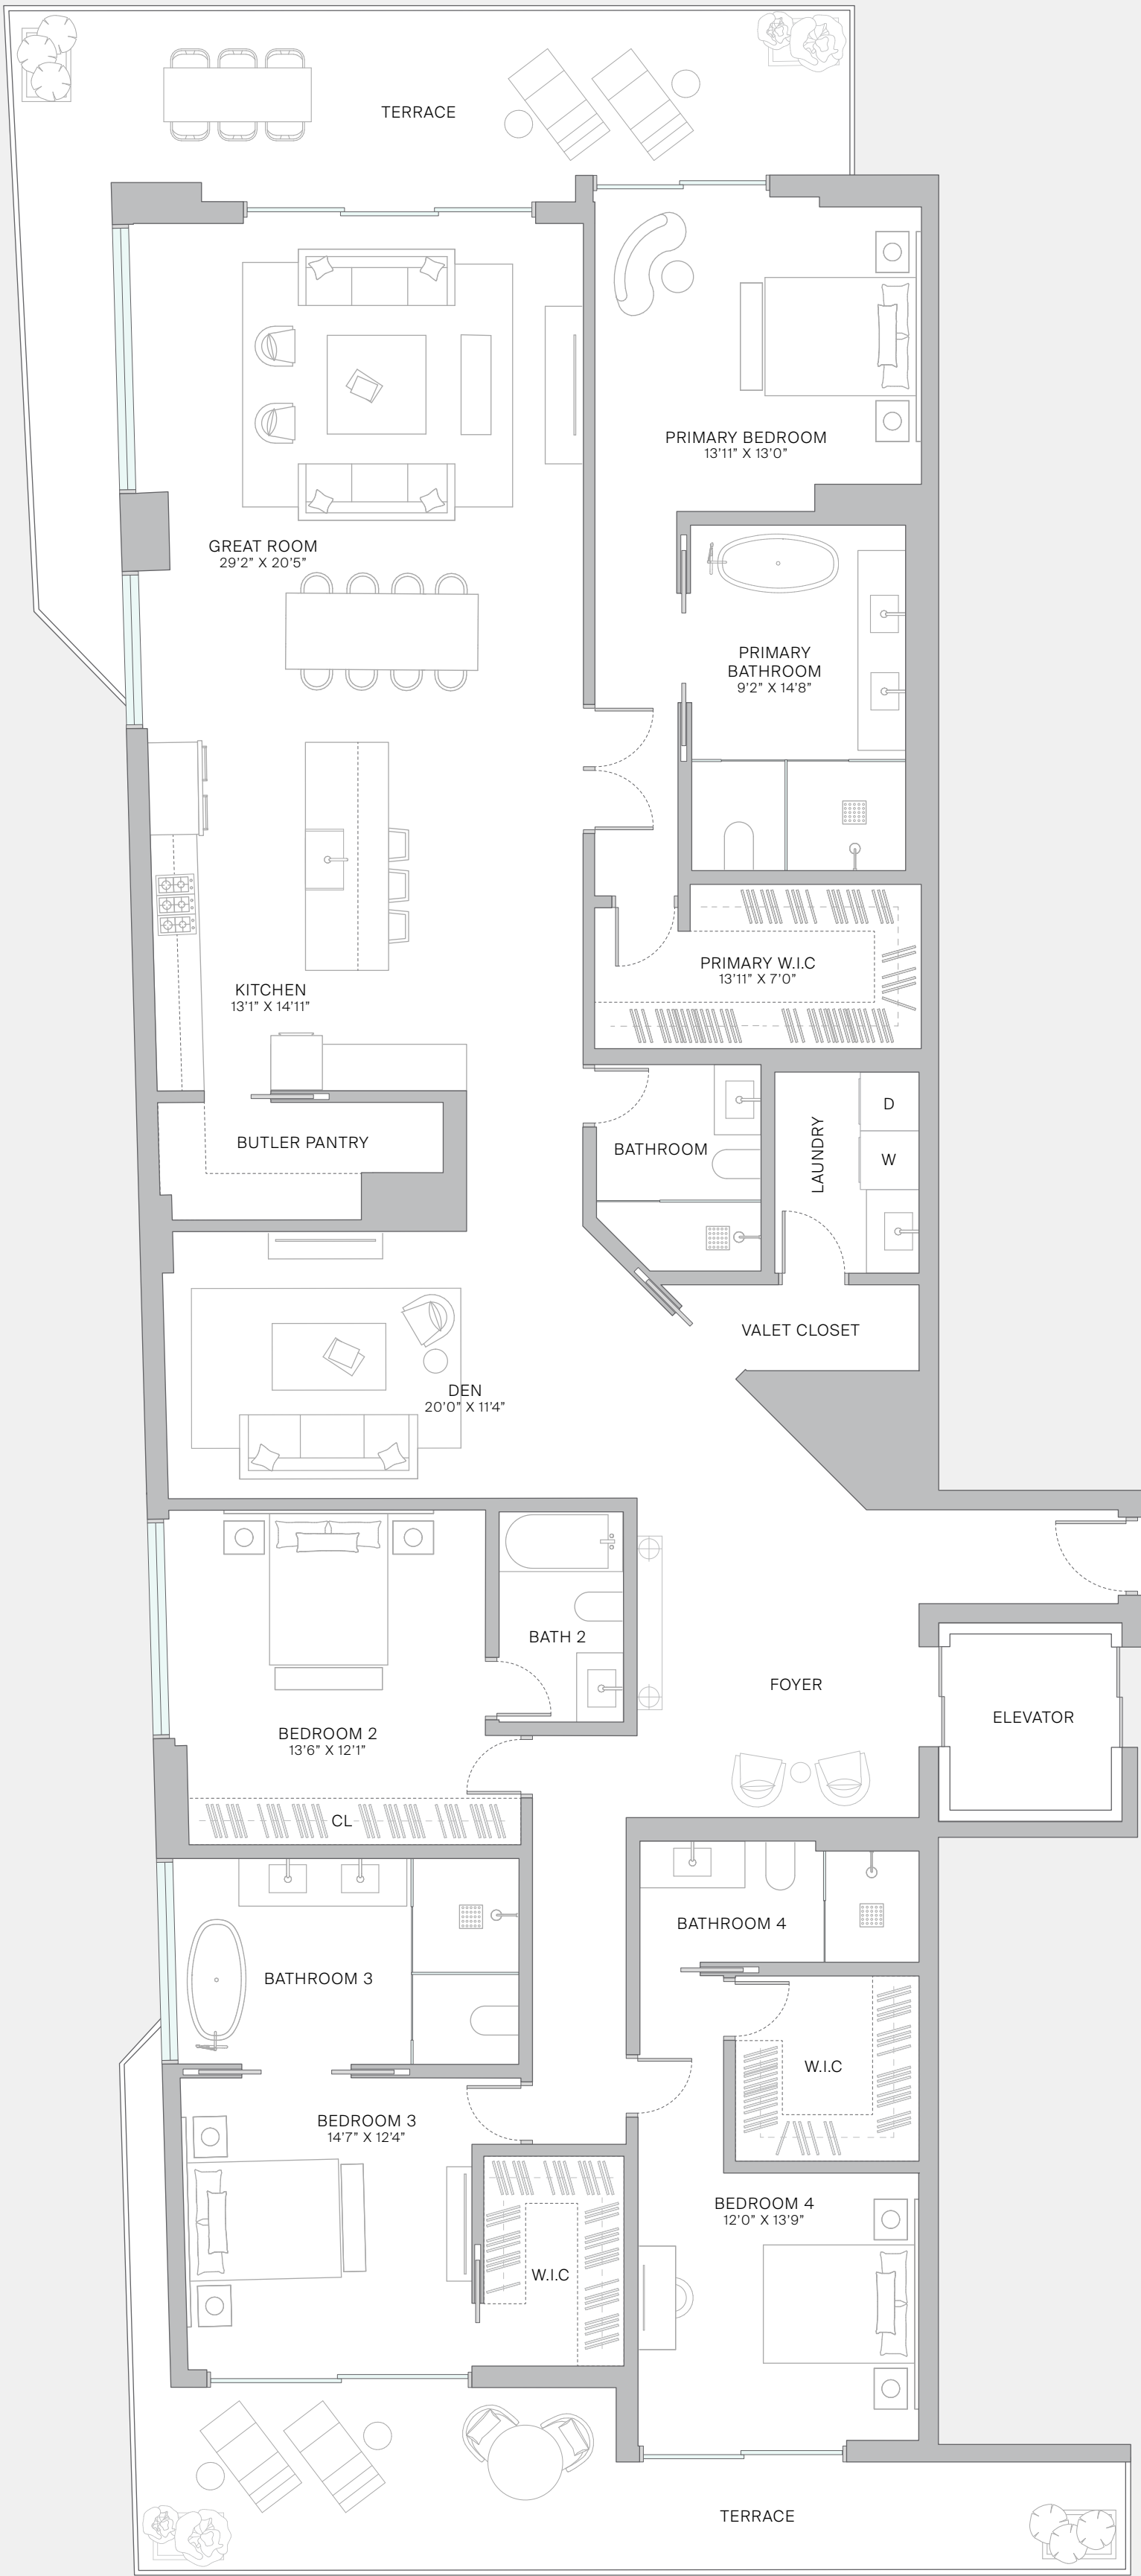 TERRACE
PRIMARY BEDROOM
13'11" X 13'0"
GREAT ROOM
29'2" X 20'5"
PRIMARY
BATHROOM
9'2" X 14'8"
PRIMARY W.I.C
13'11" X 7'0"
KITCHEN
13'1" X 14'11"
BUTLER PANTRY
BATHROOM
LAUNDRY
D
W
VALET CLOSET
DEN
20'0" X 11'4"
BATH 2
FOYER
ELEVATOR
BEDROOM 2
13'6" X 12'1"
CL
BATHROOM 4
BATHROOM 3
W.I.C
BEDROOM 3
14'7" X 12'4"
BEDROOM 4
12'0" X 13'9"
W.I.C
TERRACE